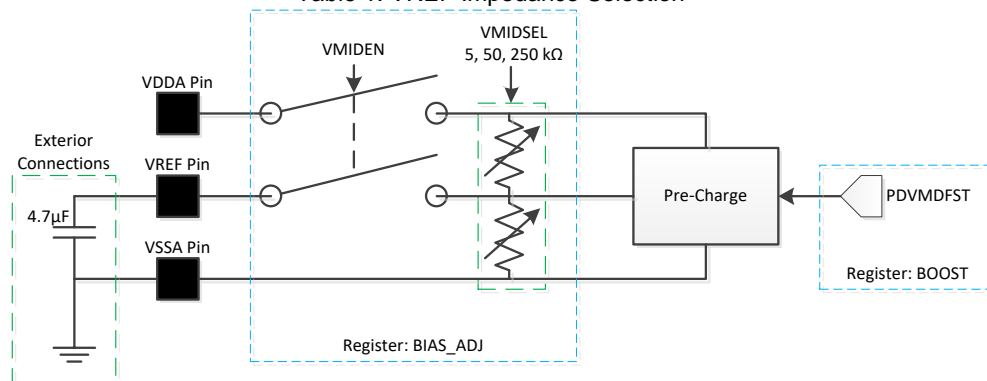 Table 4: VREF Impedance Selection
VMIDEN
VMIDSEL
5, 50, 250 kΩ
VDDA Pin
Exterior
Connections
VREF Pin
4.7µF
Pre-Charge
PDVMDFST
VSSA Pin
Register: BOOST
Register: BIAS_ADJ